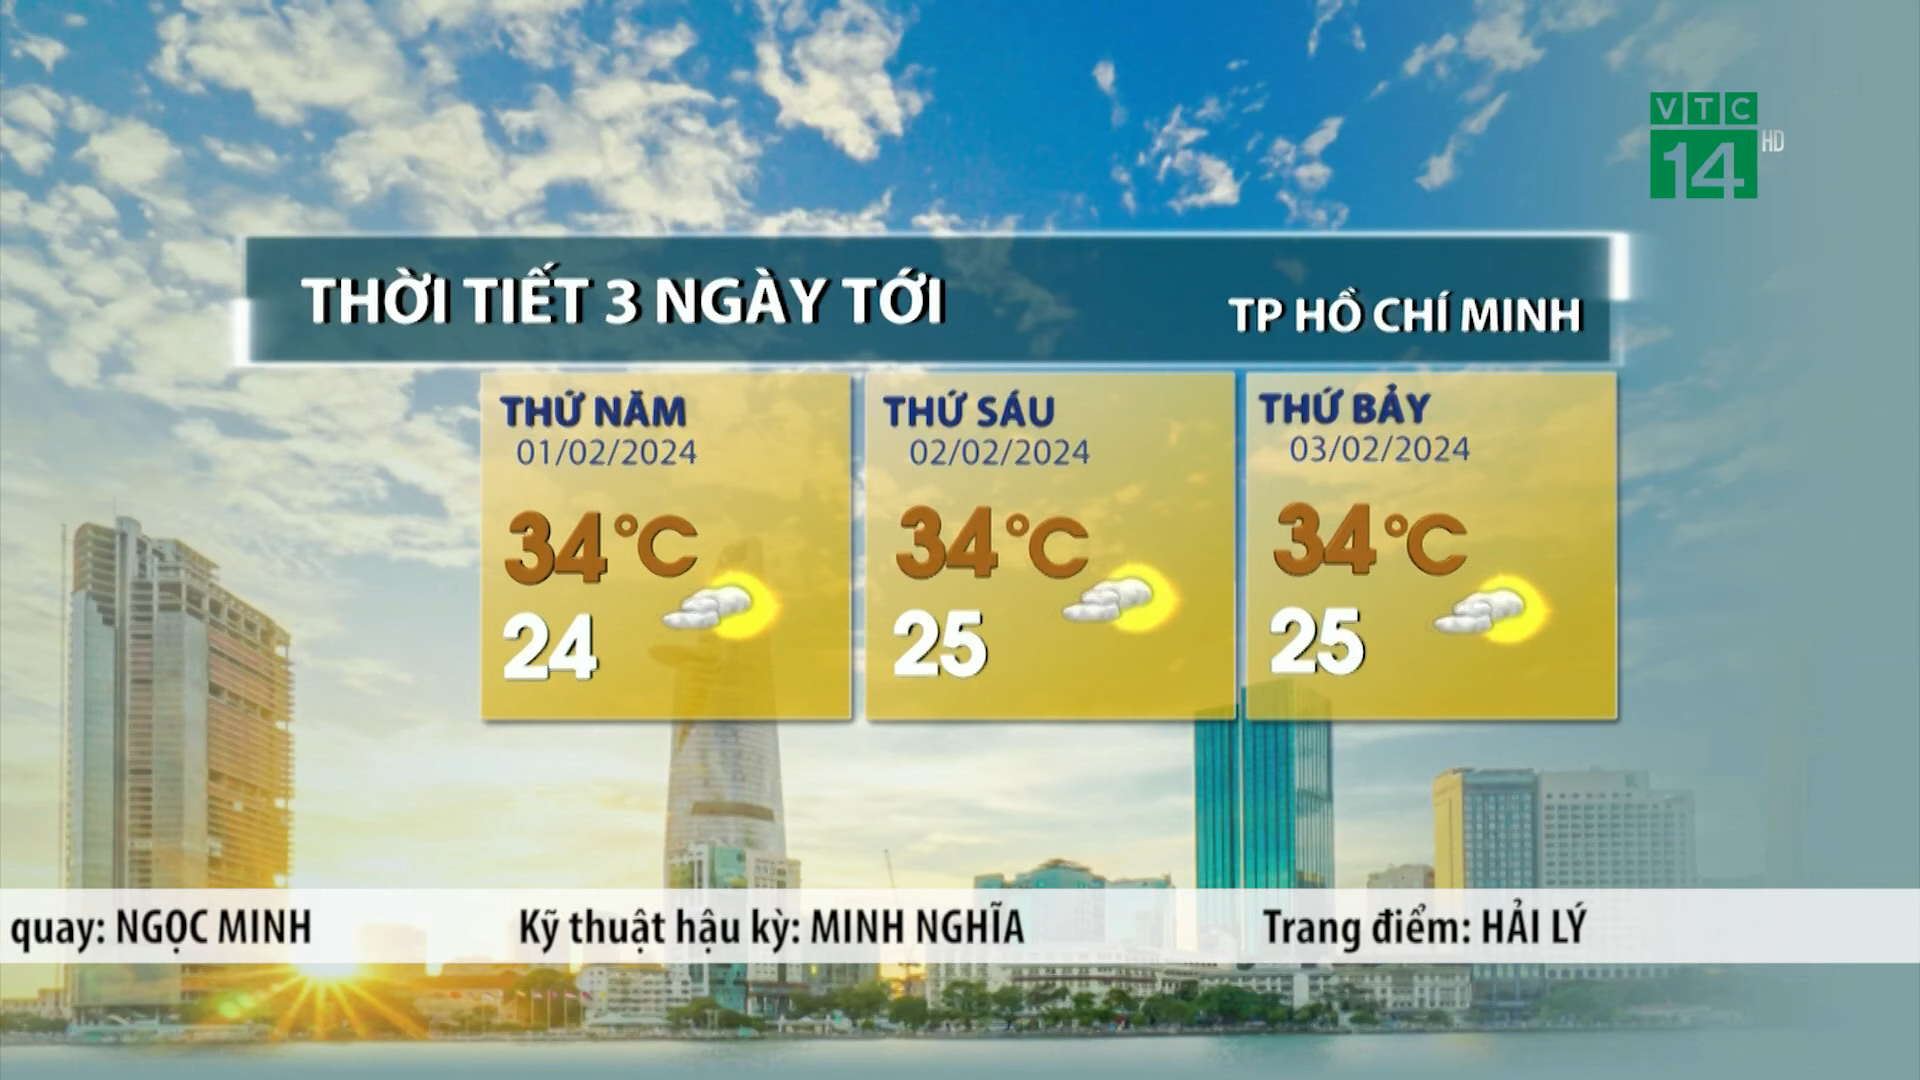 VTC
14 HD
THỜI TIẾT 3 NGÀY TỚI
TP HỒ CHÍ MINH
THỨ NĂM
01/02/2024
34°C
24
THỨ SÁU
02/02/2024
34°C
25
THỨ BẢY
03/02/2024
34°C
25
quay: NGỌC MINH Kỹ thuật hậu kỳ: MINH NGHĨA Trang điểm: HẢI LÝ